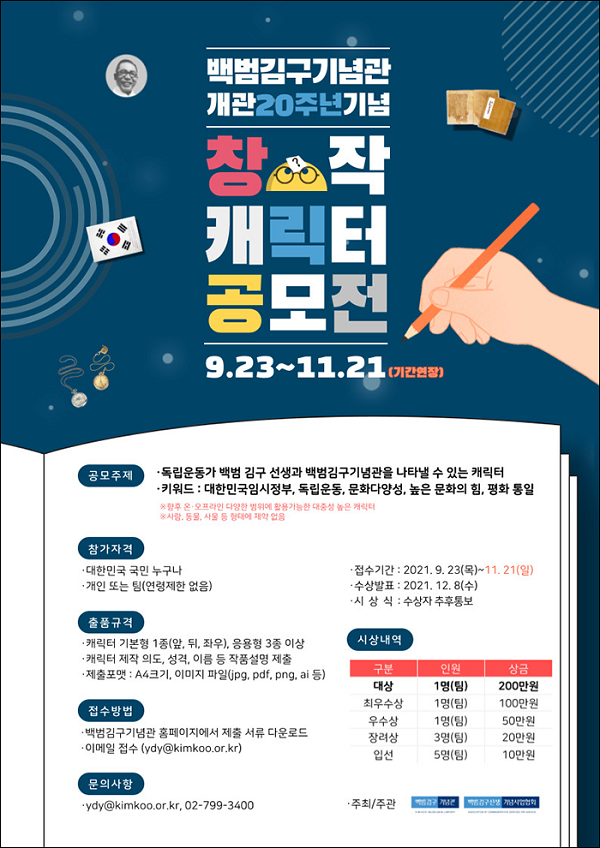 백범김구기념관
개관20주년기념
창작
?
캐릭터
공모전
9.23~11.21(기간연장)
공모주제
·독립운동가 백범 김구 선생과 백범김구기념관을 나타낼 수 있는 캐릭터
·키워드 : 대한민국임시정부, 독립운동, 문화다양성, 높은 문화의 힘, 평화 통일
※향후 온·오프라인 다양한 범위에 활용가능한 대중성 높은 캐릭터
※사람, 동물, 사물 등 형태에 제약 없음
참가자격
·대한민국 국민 누구나
·개인 또는 팀(연령제한 없음)
·접수기간 : 2021. 9. 23(목)~11. 21(일)
·수상발표 : 2021. 12. 8(수)
·시 상 식 : 수상자 추후통보
출품규격
·캐릭터 기본형 1종(앞, 뒤, 좌우), 응용형 3종 이상
·캐릭터 제작 의도, 성격, 이름 등 작품설명 제출
·제출포맷 : A4크기, 이미지 파일(jpg, pdf, png, ai 등)
시상내역
구분 인원 상금
대상 1명(팀) 200만원
최우수상 1명(팀) 100만원
우수상 1명(팀) 50만원
장려상 3명(팀) 20만원
입선 5명(팀) 10만원
접수방법
·백범김구기념관 홈페이지에서 제출 서류 다운로드
·이메일 접수 (ydy@kimkoo.or.kr)
문의사항
·ydy@kimkoo.or.kr, 02-799-3400
·주최/주관
백범김구 기념관
백범김구선생 기념사업협회